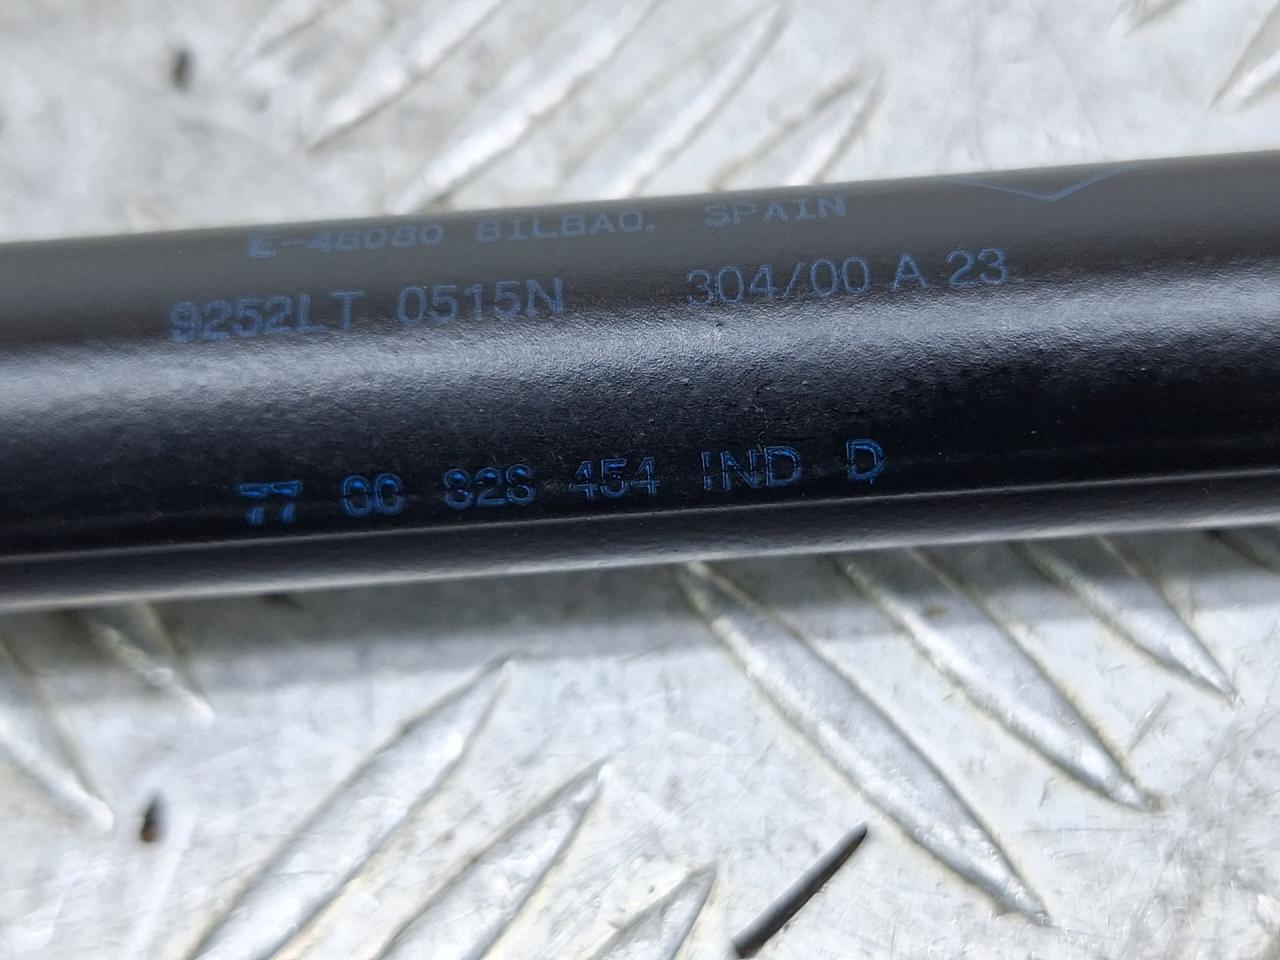 E-48080 BILBAO. SPAIN
9252LT 0515N 304/00 A 23
77 00 828 454 IND D